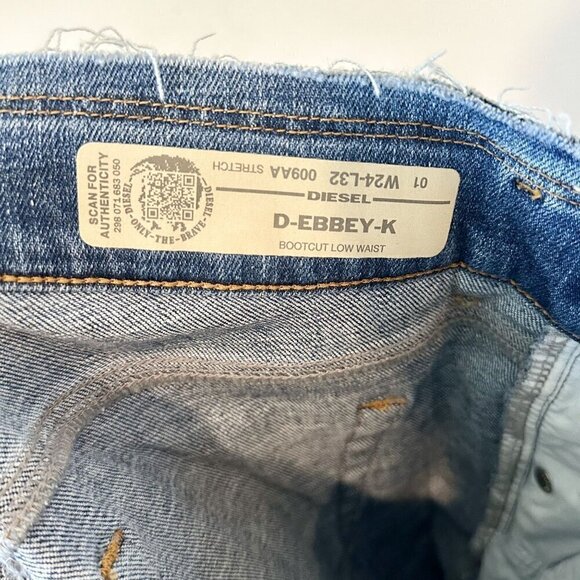 SCAN FOR
AUTHENTICITY
298 071 683 050
DIESEL
DIESEL
ONLY-THE-BRAVE
01 W24-L32 009AA STRETCH
DIESEL
D-EBBEY-K
BOOTCUT LOW WAIST